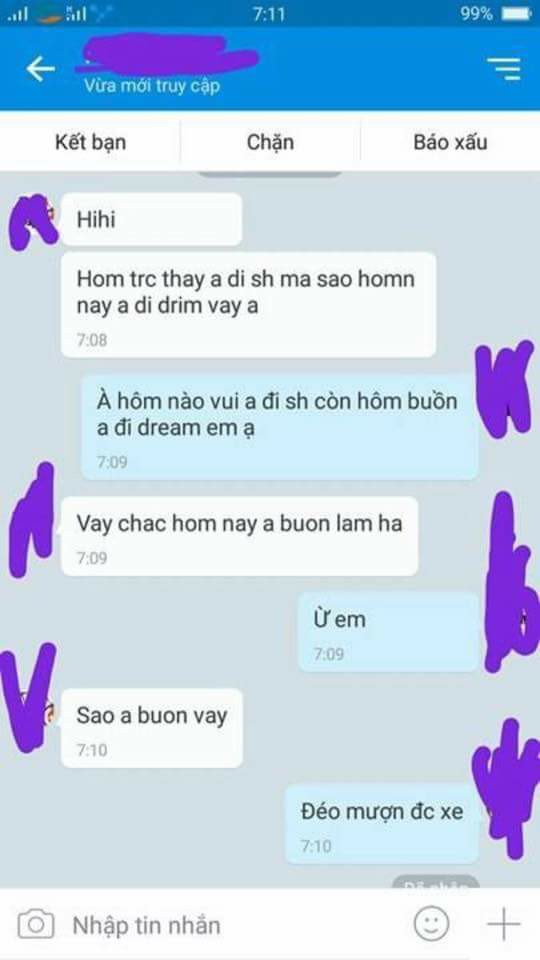 7:11
99%
Vừa mới truy cập
Kết bạn
Chặn
Báo xấu
Hihi
Hom trc thay a di sh ma sao homn
nay a di drim vay a
7:08
À hôm nào vui a đi sh còn hôm buồn
a đi dream em ạ
7:09
Vay chac hom nay a buon lam ha
7:09
Ừ em
7:09
Sao a buon vay
7:10
Đéo mượn đc xe
7:10
Nhập tin nhắn